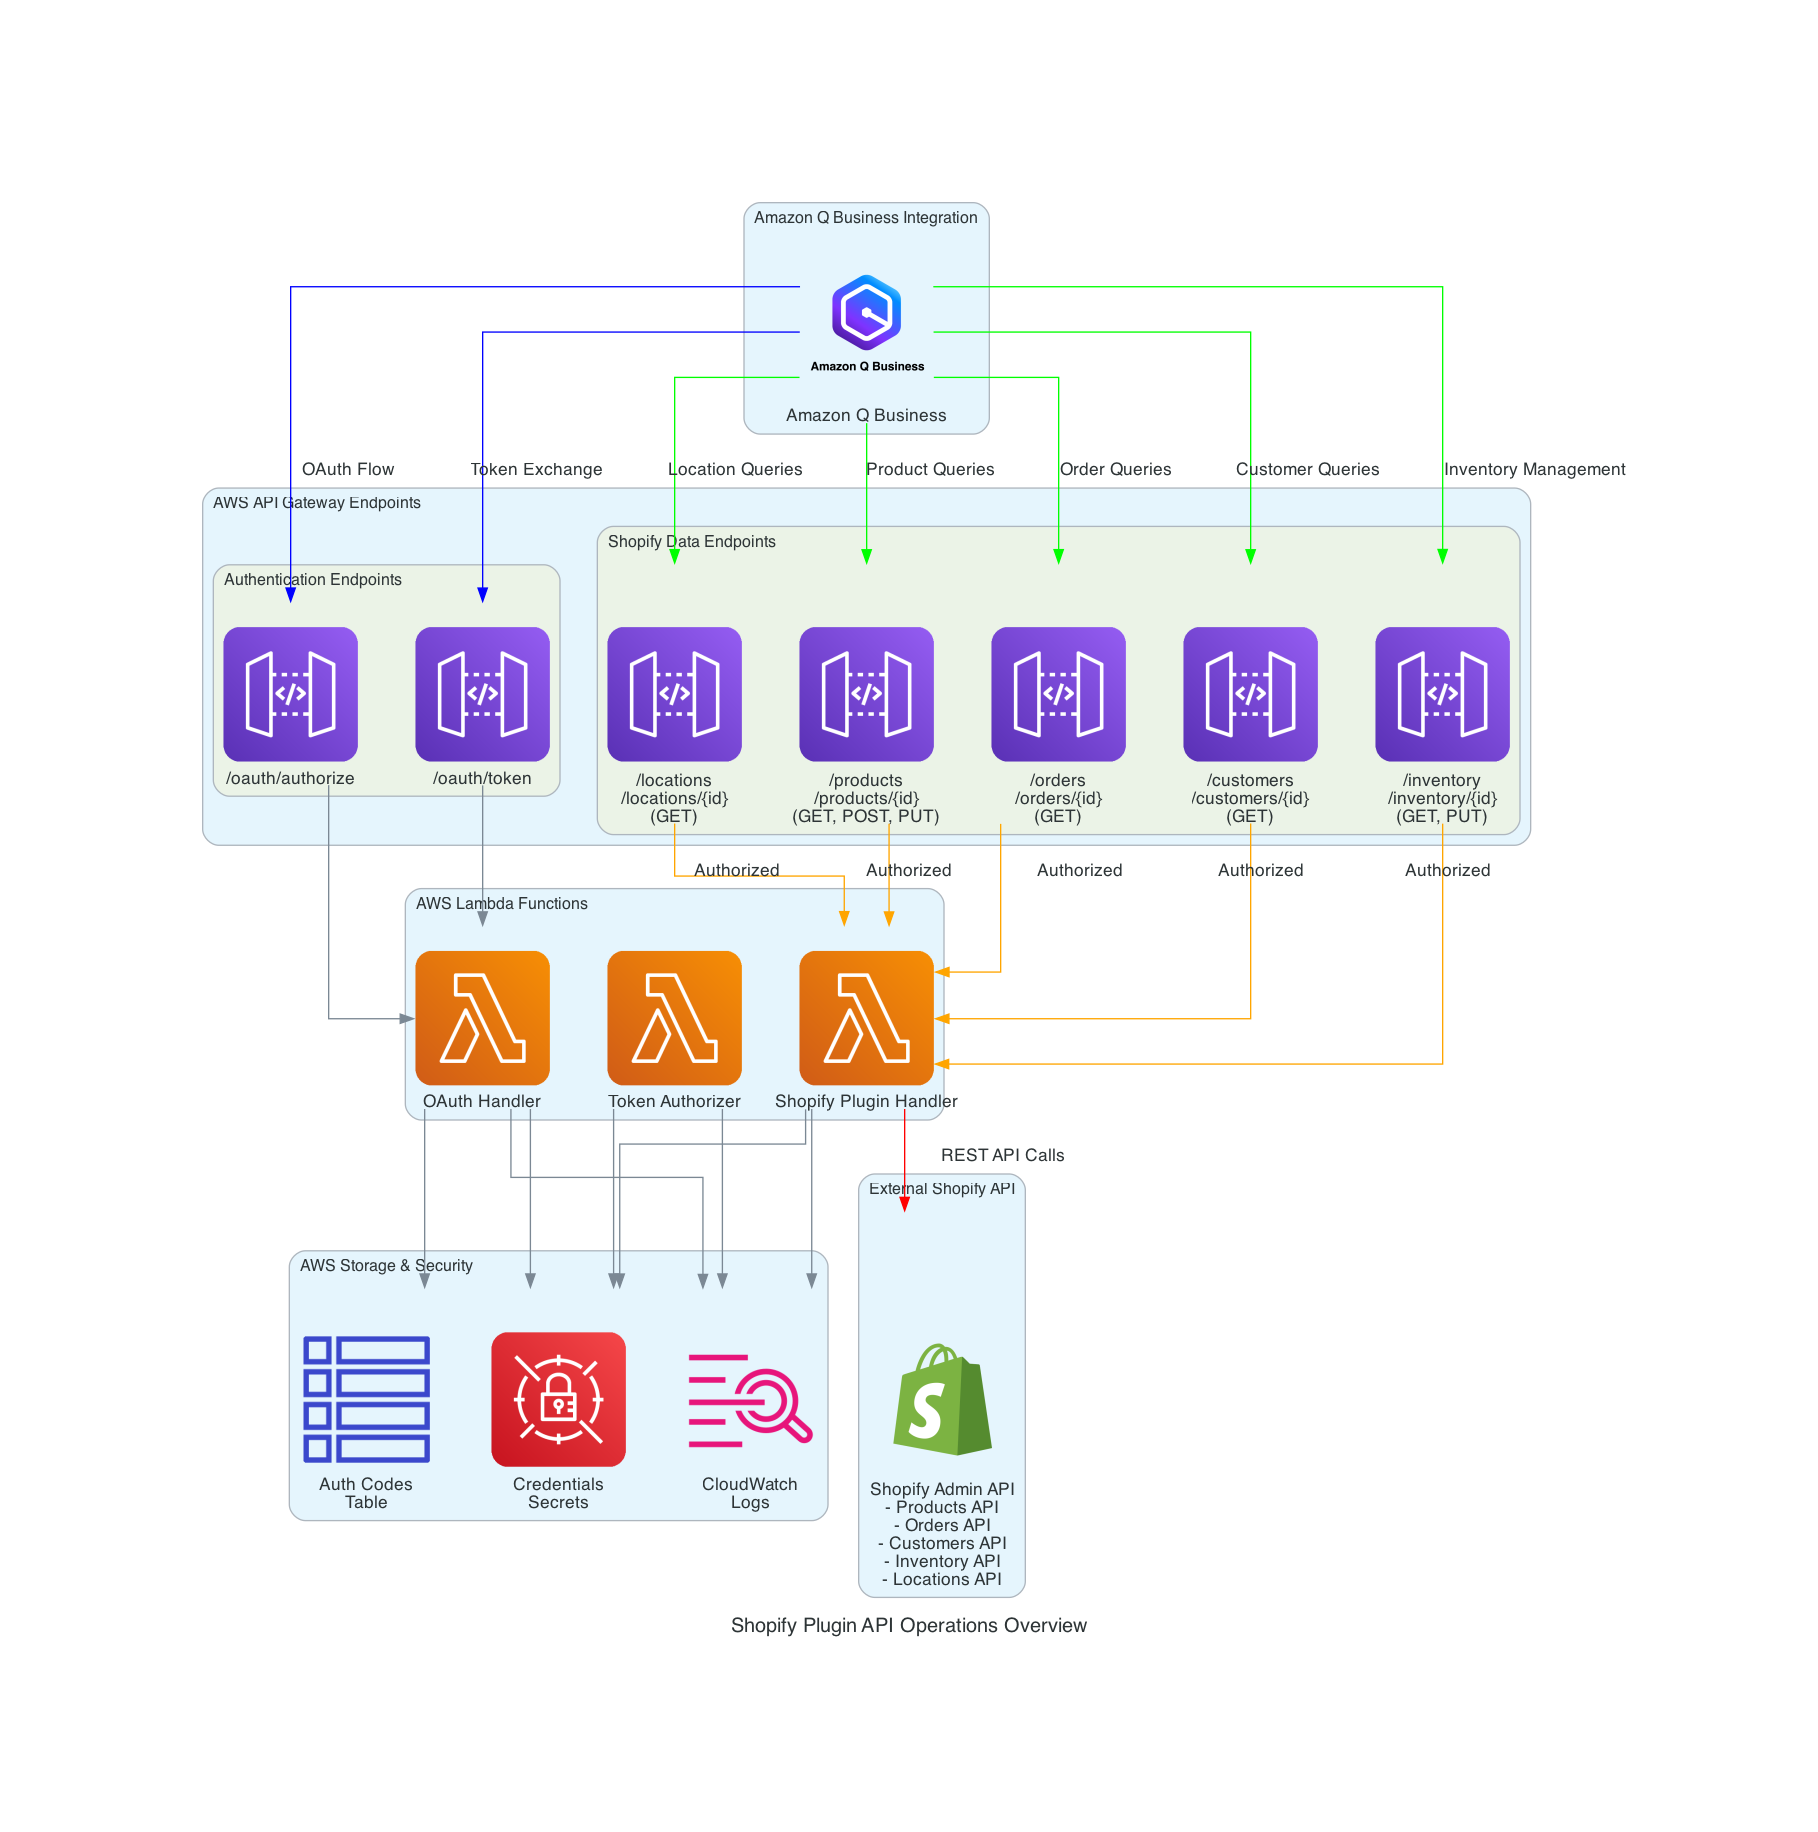 Amazon Q Business Integration
Amazon Q Business
Amazon Q Business
OAuth Flow
Token Exchange
Location Queries
Product Queries
Order Queries
Customer Queries
Inventory Management
AWS API Gateway Endpoints
Shopify Data Endpoints
Authentication Endpoints
/oauth/authorize
/oauth/token
/locations
/locations/{id}
(GET)
/products
/products/{id}
(GET, POST, PUT)
/orders
/orders/{id}
(GET)
/customers
/customers/{id}
(GET)
/inventory
/inventory/{id}
(GET, PUT)
Authorized
Authorized
Authorized
Authorized
Authorized
AWS Lambda Functions
OAuth Handler
Token Authorizer
Shopify Plugin Handler
REST API Calls
External Shopify API
AWS Storage & Security
Auth Codes
Table
Credentials
Secrets
CloudWatch
Logs
Shopify Admin API
- Products API
- Orders API
- Customers API
- Inventory API
- Locations API
Shopify Plugin API Operations Overview